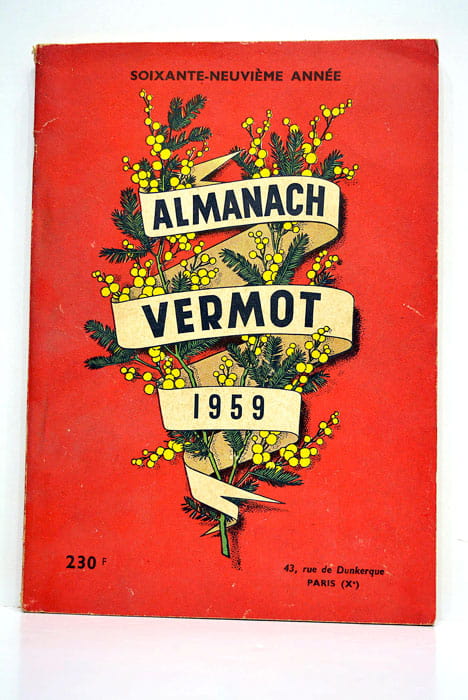 SOIXANTE-NEUVIÈME ANNÉE
ALMANACH
VERMOT
1959
230 F
43, rue de Dunkerque
PARIS (Xe)